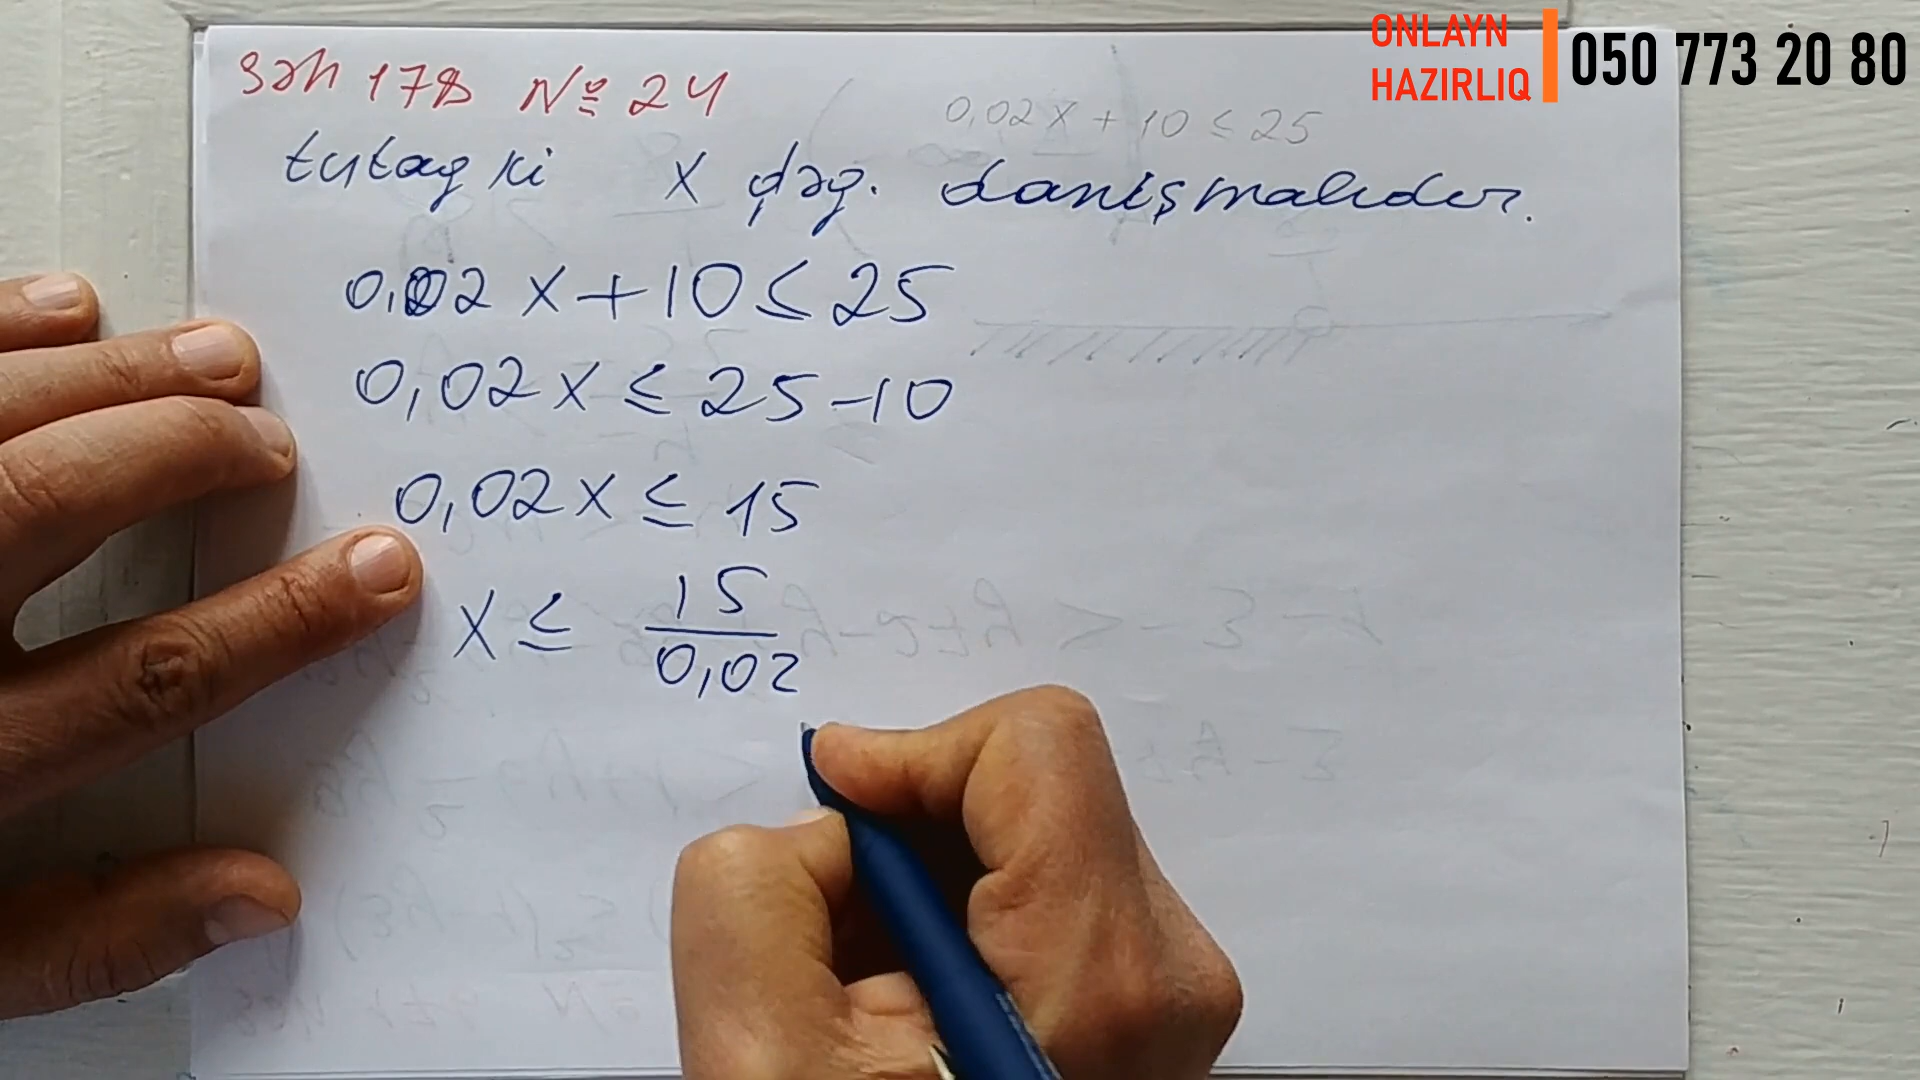 ONLAYN
HAZIRLIQ
050 773 20 80
səh 178 № 24
0,02 x + 10 ≤ 25
tutaq ki x dəq. danışmalıdır.
0,02 x + 10 ≤ 25
0,02 x ≤ 25 - 10
0,02 x ≤ 15
x ≤ 15/0,02